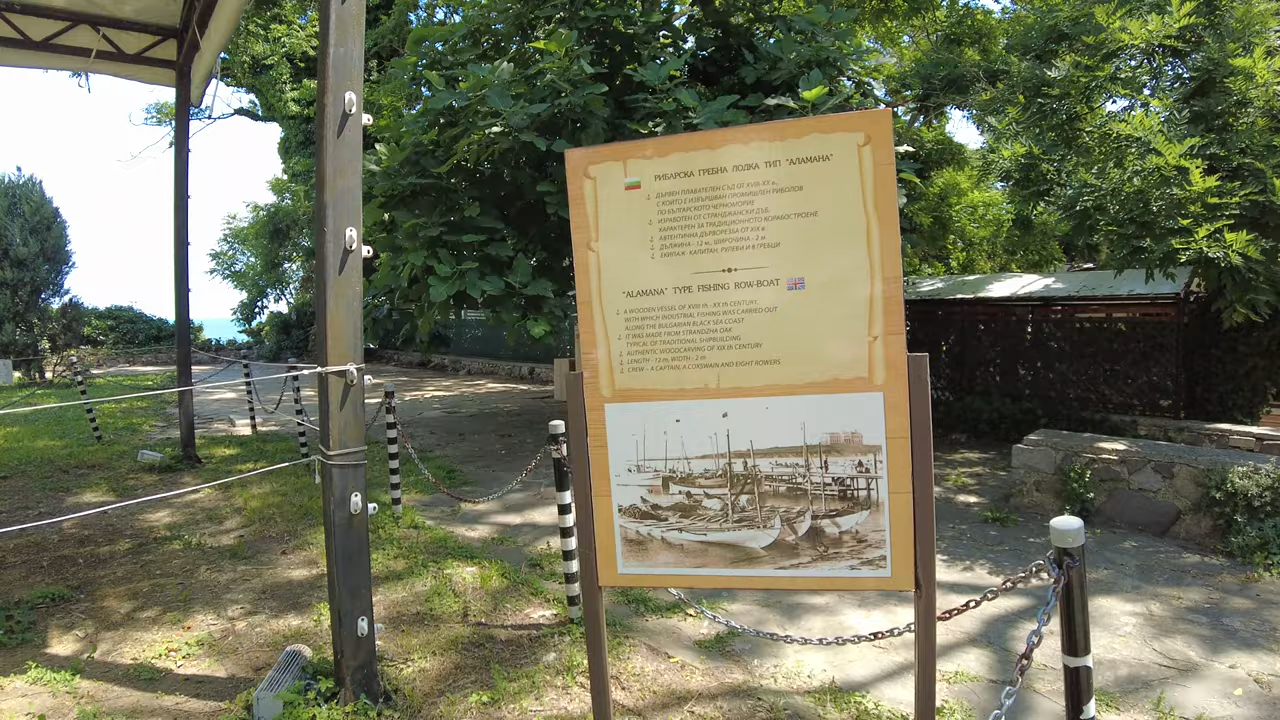 РИБАРСКА ГРЕБНА ЛОДКА ТИП "АЛАМАНА"
ДЪРВЕН ПЛАВАТЕЛЕН СЪД ОТ XVIII-XX в.,
С КОЙТО Е ИЗВЪРШВАН ПРОМИШЛЕН РИБОЛОВ
ПО БЪЛГАРСКОТО ЧЕРНОМОРИЕ
ИЗРАБОТЕН ОТ СТРАНДЖАНСКИ ДЪБ,
ХАРАКТЕРЕН ЗА ТРАДИЦИОННОТО КОРАБОСТРОЕНЕ
АВТЕНТИЧНА ДЪРВОРЕЗБА ОТ XIX в.
ДЪЛЖИНА - 12 м., ШИРОЧИНА - 2 м
ЕКИПАЖ - КАПИТАН, РУЛЕВИ И 8 ГРЕБЦИ
"ALAMANA" TYPE FISHING ROW-BOAT
A WOODEN VESSEL OF XVIII th - XX th CENTURY,
WITH WHICH INDUSTRIAL FISHING WAS CARRIED OUT
ALONG THE BULGARIAN BLACK SEA COAST
IT WAS MADE FROM STRANDZHA OAK
TYPICAL OF TRADITIONAL SHIPBUILDING
AUTHENTIC WOODCARVING OF XIX th CENTURY
LENGTH - 12 m, WIDTH - 2 m
CREW – A CAPTAIN, A COXSWAIN AND EIGHT ROWERS